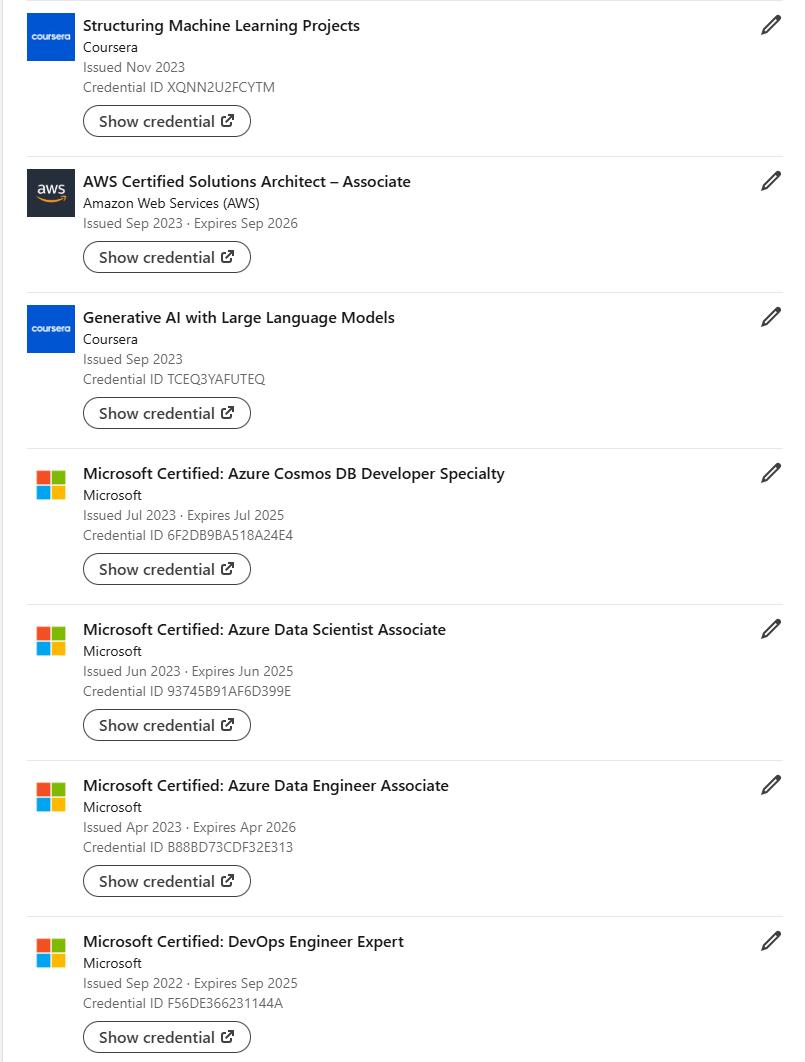 coursera
Structuring Machine Learning Projects
Coursera
Issued Nov 2023
Credential ID XQNN2U2FCYTM
Show credential
aws
AWS Certified Solutions Architect – Associate
Amazon Web Services (AWS)
Issued Sep 2023 · Expires Sep 2026
Show credential
coursera
Generative AI with Large Language Models
Coursera
Issued Sep 2023
Credential ID TCEQ3YAFUTEQ
Show credential
Microsoft Certified: Azure Cosmos DB Developer Specialty
Microsoft
Issued Jul 2023 · Expires Jul 2025
Credential ID 6F2DB9BA518A24E4
Show credential
Microsoft Certified: Azure Data Scientist Associate
Microsoft
Issued Jun 2023 · Expires Jun 2025
Credential ID 93745B91AF6D399E
Show credential
Microsoft Certified: Azure Data Engineer Associate
Microsoft
Issued Apr 2023 · Expires Apr 2026
Credential ID B88BD73CDF32E313
Show credential
Microsoft Certified: DevOps Engineer Expert
Microsoft
Issued Sep 2022 · Expires Sep 2025
Credential ID F56DE366231144A
Show credential